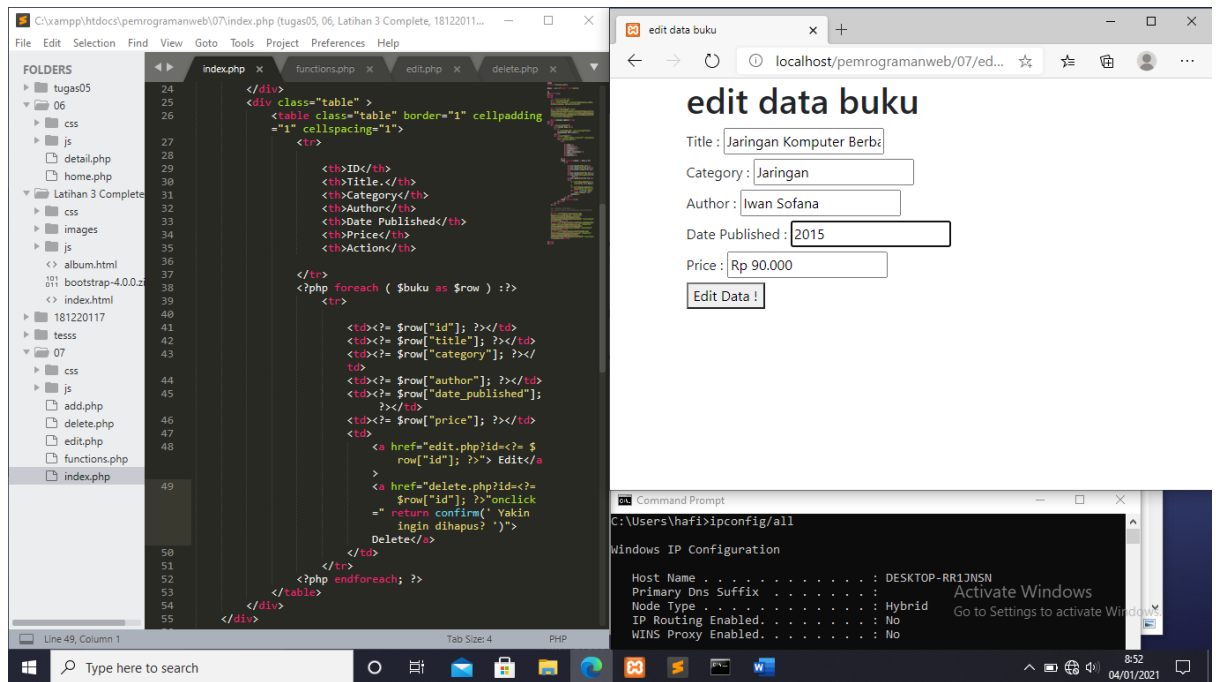 C:\xampp\htdocs\pemrogramanweb\07\index.php (tugas05, 06, Latihan 3 Complete, 18122011...
File Edit Selection Find View Goto Tools Project Preferences Help
FOLDERS
tugas05
06
css
js
detail.php
home.php
Latihan 3 Complete
css
images
js
album.html
bootstrap-4.0.0.zi
index.html
181220117
tesss
07
css
js
add.php
delete.php
edit.php
functions.php
index.php
index.php × functions.php × edit.php × delete.php ×
24 </div>
25 <div class="table" >
26 <table class="table" border="1" cellpadding
="1" cellspacing="1">
27 <tr>
28
29 <th>ID</th>
30 <th>Title.</th>
31 <th>Category</th>
32 <th>Author</th>
33 <th>Date Published</th>
34 <th>Price</th>
35 <th>Action</th>
36
37 </tr>
38 <?php foreach ( $buku as $row ) :?>
39 <tr>
40
41 <td><?= $row["id"]; ?></td>
42 <td><?= $row["title"]; ?></td>
43 <td><?= $row["category"]; ?></
td>
44 <td><?= $row["author"]; ?></td>
45 <td><?= $row["date_published"];
?></td>
46 <td><?= $row["price"]; ?></td>
47 <td>
48 <a href="edit.php?id=<?= $
row["id"]; ?>"> Edit</a
>
49 <a href="delete.php?id=<?=
$row["id"]; ?>"onclick
=" return confirm(' Yakin
ingin dihapus? ')">
Delete</a>
50 </td>
51 </tr>
52 <?php endforeach; ?>
53 </table>
54 </div>
55 </div>
Line 49, Column 1 Tab Size: 4 PHP
edit data buku
localhost/pemrogramanweb/07/ed...
edit data buku
Title : Jaringan Komputer Berba
Category : Jaringan
Author : Iwan Sofana
Date Published : 2015
Price : Rp 90.000
Edit Data !
Command Prompt
C:\Users\hafi>ipconfig/all
Windows IP Configuration
Host Name . . . . . . . . . . . . : DESKTOP-RR1JNSN
Primary Dns Suffix . . . . . . . :
Node Type . . . . . . . . . . . . : Hybrid
IP Routing Enabled. . . . . . . . : No
WINS Proxy Enabled. . . . . . . . : No
Activate Windows
Go to Settings to activate Windows.
Type here to search
8:52
04/01/2021